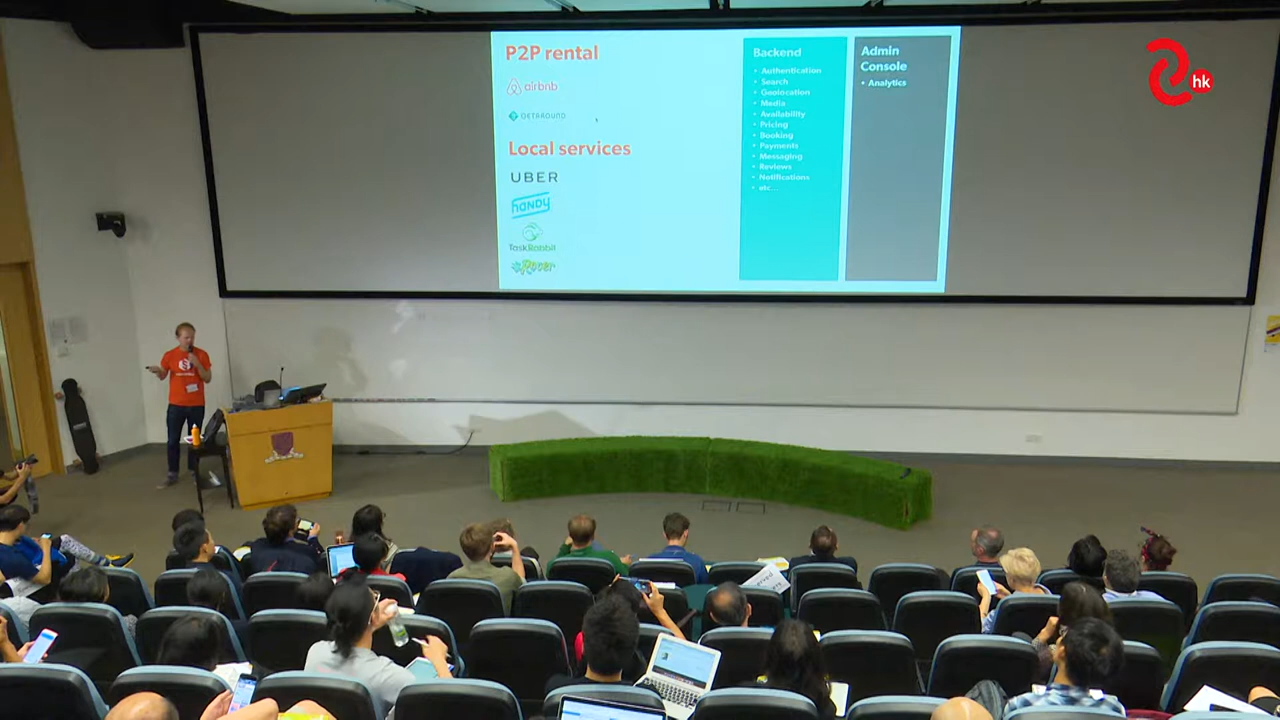 P2P rental
airbnb
GETAROUND
Local services
UBER
HANDY
TaskRabbit
Backend
• Authentication
• Search
• Geolocation
• Media
• Availability
• Pricing
• Booking
• Payments
• Messaging
• Reviews
• Notifications
• etc...
Admin
Console
• Analytics
hk